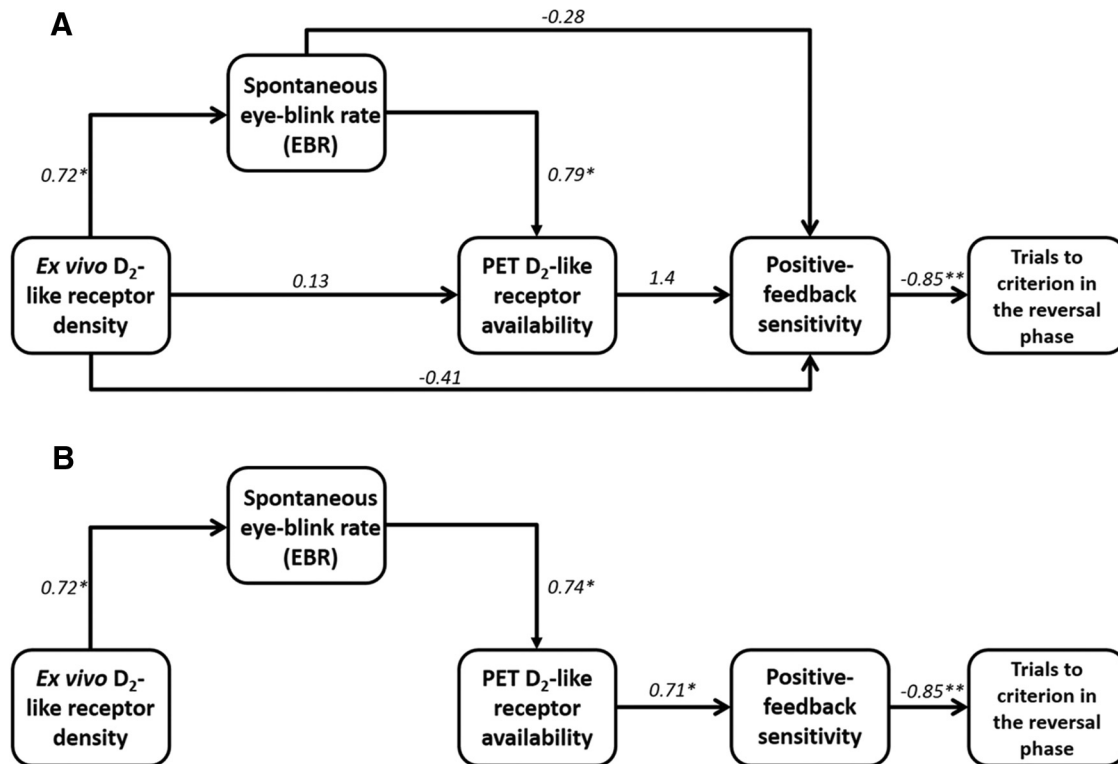 A
-0.28
Spontaneous
eye-blink rate
(EBR)
0.72*
0.79*
Ex vivo D₂-
like receptor
density
0.13
PET D₂-like
receptor
availability
1.4
Positive-
feedback
sensitivity
-0.85**
Trials to
criterion in
the reversal
phase
-0.41
B
Spontaneous
eye-blink rate
(EBR)
0.72*
0.74*
Ex vivo D₂-
like receptor
density
PET D₂-like
receptor
availability
0.71*
Positive-
feedback
sensitivity
-0.85**
Trials to
criterion in
the reversal
phase